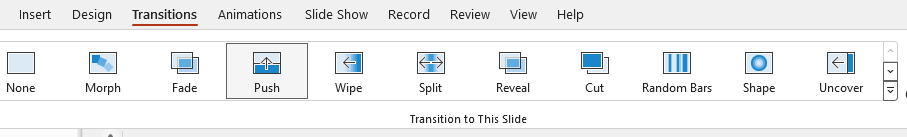 Insert Design Transitions Animations Slide Show Record Review View Help
None Morph Fade Push Wipe Split Reveal Cut Random Bars Shape Uncover
Transition to This Slide